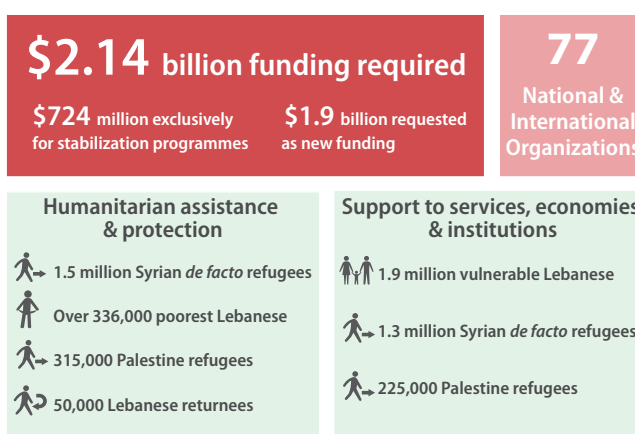 $2.14 billion funding required
$724 million exclusively
for stabilization programmes
$1.9 billion requested
as new funding
77
National &
International
Organizations
Humanitarian assistance
& protection
1.5 million Syrian de facto refugees
Over 336,000 poorest Lebanese
315,000 Palestine refugees
50,000 Lebanese returnees
Support to services, economies
& institutions
1.9 million vulnerable Lebanese
1.3 million Syrian de facto refugees
225,000 Palestine refugees